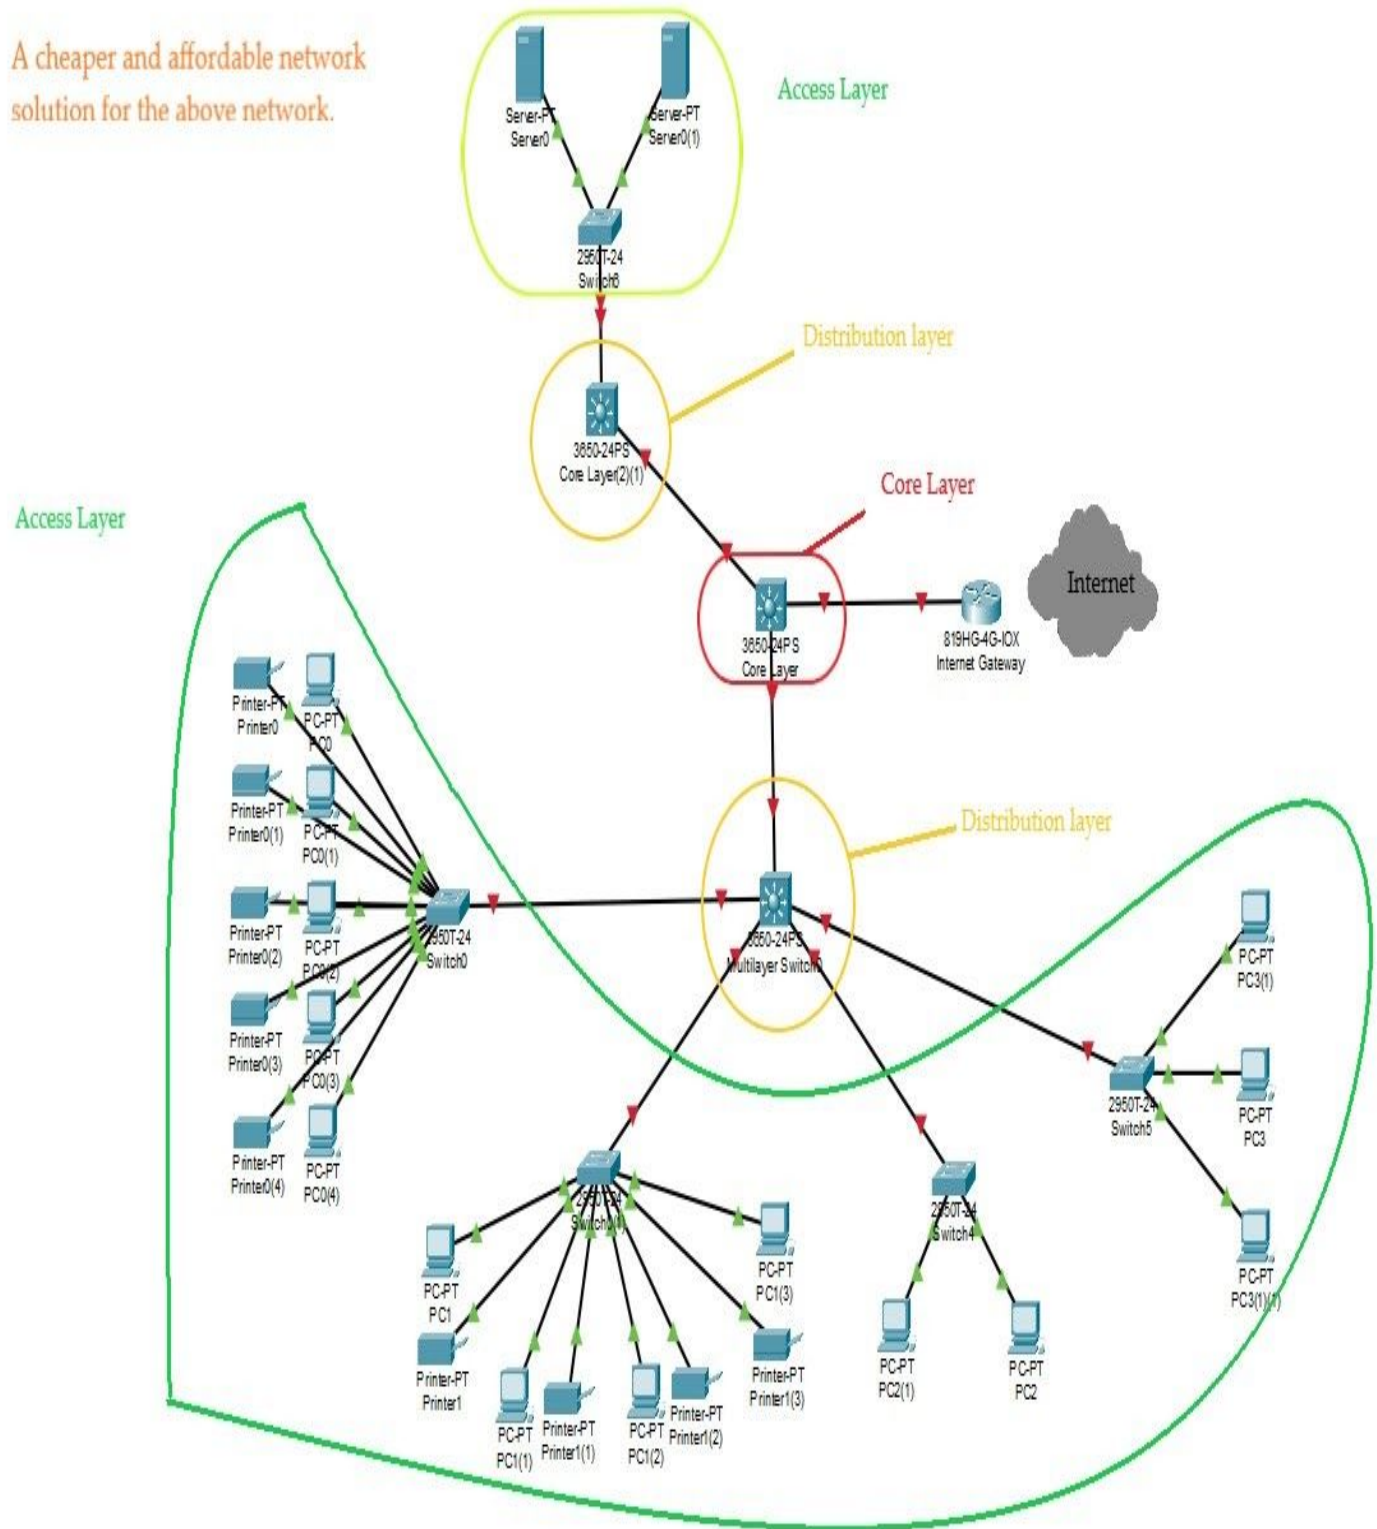 A cheaper and affordable network
solution for the above network.
Access Layer
Server-PT
Server0
Server-PT
Server0(1)
2950T-24
Switch6
Distribution layer
3650-24PS
Core Layer(2)(1)
Core Layer
Access Layer
Internet
3650-24PS
Core Layer
819HG-4G-IOX
Internet Gateway
Printer-PT
Printer0
PC-PT
PC0
Printer-PT
Printer0(1)
PC-PT
PC0(1)
Distribution layer
Printer-PT
Printer0(2)
PC-PT
PC0(2)
2950T-24
Switch0
3650-24PS
Multilayer Switch0
PC-PT
PC3(1)
Printer-PT
Printer0(3)
PC-PT
PC0(3)
2950T-24
Switch5
PC-PT
PC3
Printer-PT
Printer0(4)
PC-PT
PC0(4)
2950T-24
Switch0(1)
2950T-24
Switch4
PC-PT
PC3(1)(1)
PC-PT
PC1
PC-PT
PC1(3)
Printer-PT
Printer1
PC-PT
PC1(1)
Printer-PT
Printer1(1)
PC-PT
PC1(2)
Printer-PT
Printer1(2)
Printer-PT
Printer1(3)
PC-PT
PC2(1)
PC-PT
PC2